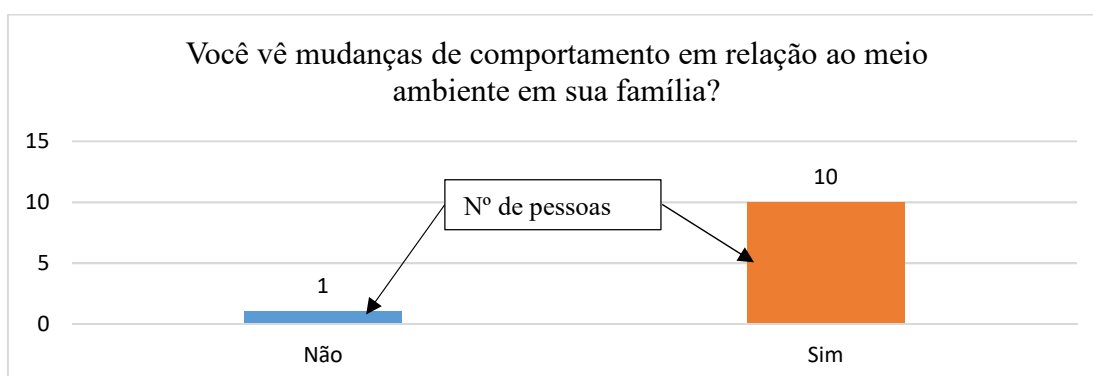 Você vê mudanças de comportamento em relação ao meio
ambiente em sua família?
15
10
5
0
Nº de pessoas
1
10
Não
Sim